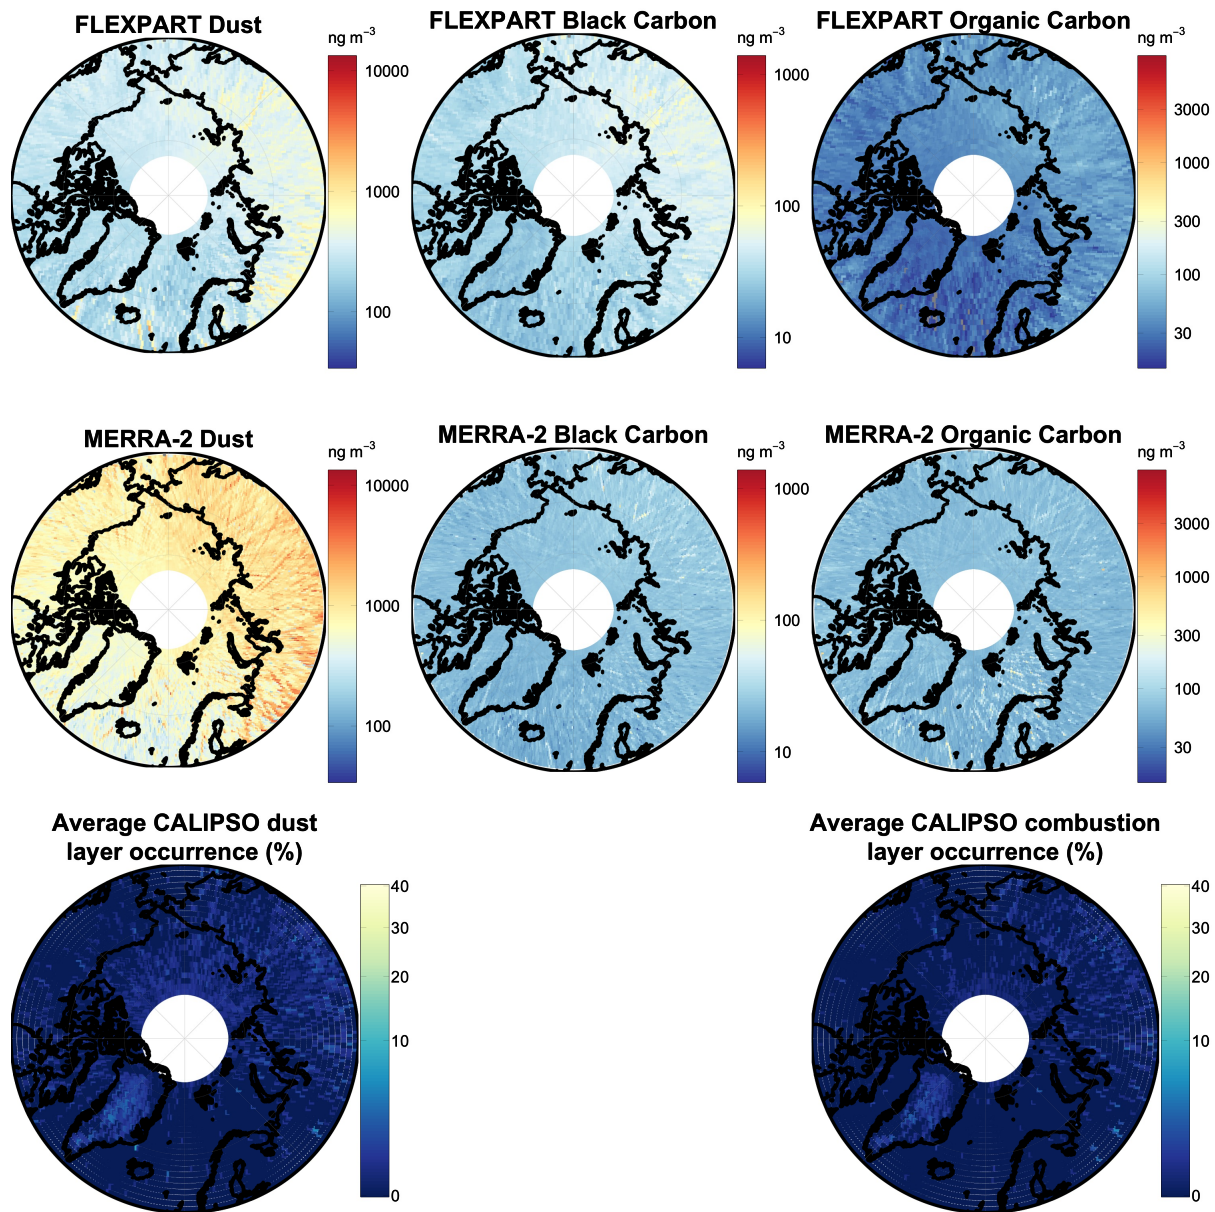 FLEXPART Dust
ng m⁻³
10000
1000
100
FLEXPART Black Carbon
ng m⁻³
1000
100
10
FLEXPART Organic Carbon
ng m⁻³
3000
1000
300
100
30
MERRA-2 Dust
ng m⁻³
10000
1000
100
MERRA-2 Black Carbon
ng m⁻³
1000
100
10
MERRA-2 Organic Carbon
ng m⁻³
3000
1000
300
100
30
Average CALIPSO dust
layer occurrence (%)
40
30
20
10
0
Average CALIPSO combustion
layer occurrence (%)
40
30
20
10
0